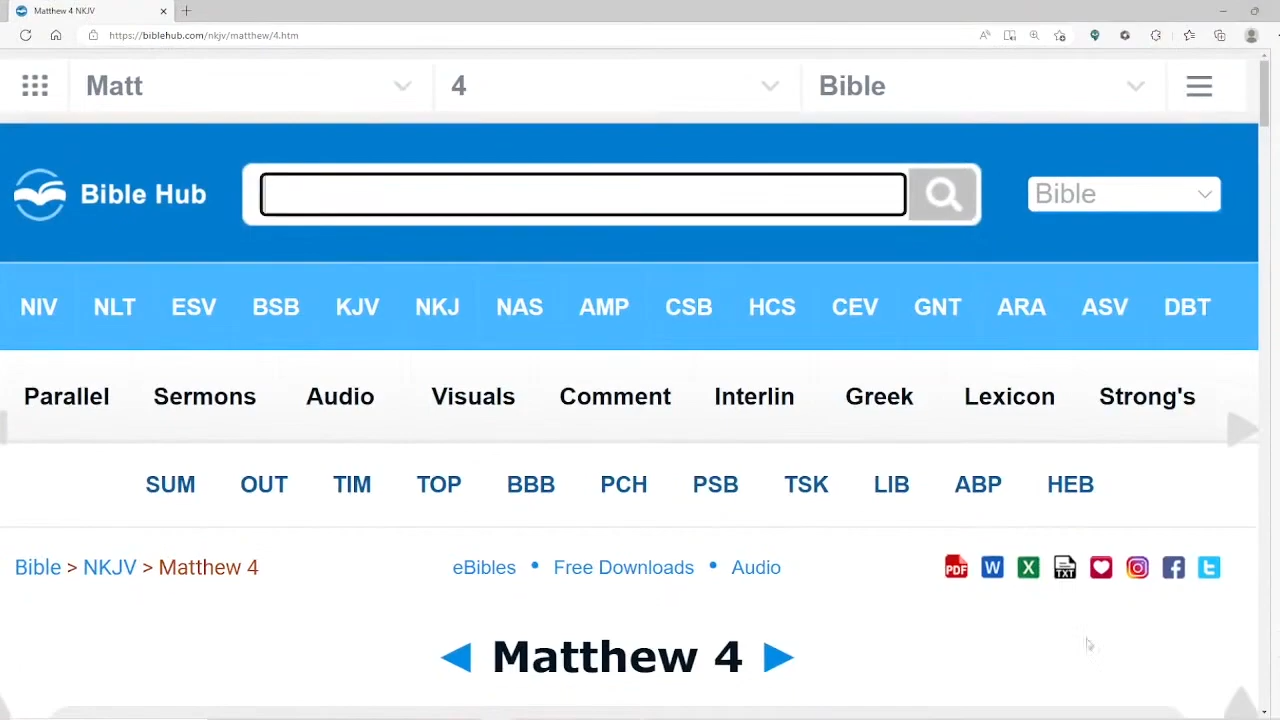 Matthew 4 NKJV
https://biblehub.com/nkjv/matthew/4.htm
Matt 4 Bible
Bible Hub Bible
NIV NLT ESV BSB KJV NKJ NAS AMP CSB HCS CEV GNT ARA ASV DBT
Parallel Sermons Audio Visuals Comment Interlin Greek Lexicon Strong's
SUM OUT TIM TOP BBB PCH PSB TSK LIB ABP HEB
Bible > NKJV > Matthew 4 eBibles • Free Downloads • Audio PDF W X TXT
◄ Matthew 4 ►